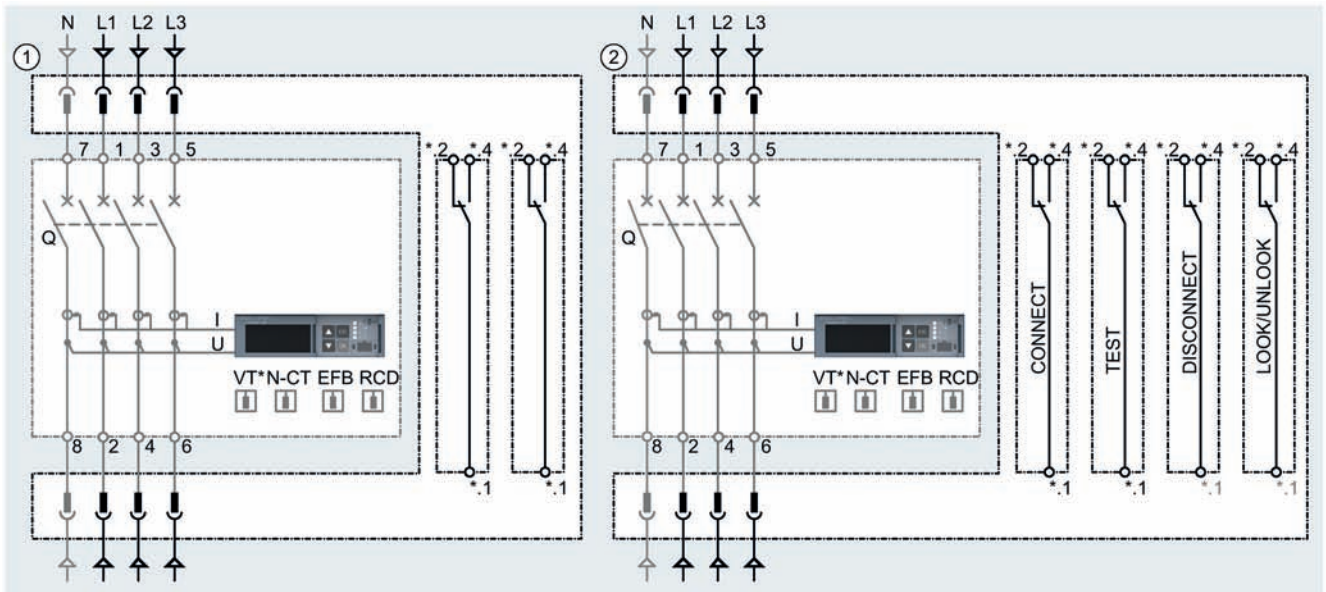 N L1 L2 L3
1
7 1 3 5
*.2 *.4 *.2 *.4
Q
I
U
VT* N-CT EFB RCD
8 2 4 6
*.1 *.1
N L1 L2 L3
2
7 1 3 5
*.2 *.4 *.2 *.4 *.2 *.4 *.2 *.4
Q
I
U
VT* N-CT EFB RCD
CONNECT
TEST
DISCONNECT
LOOK/UNLOOK
8 2 4 6
*.1 *.1 *.1 *.1